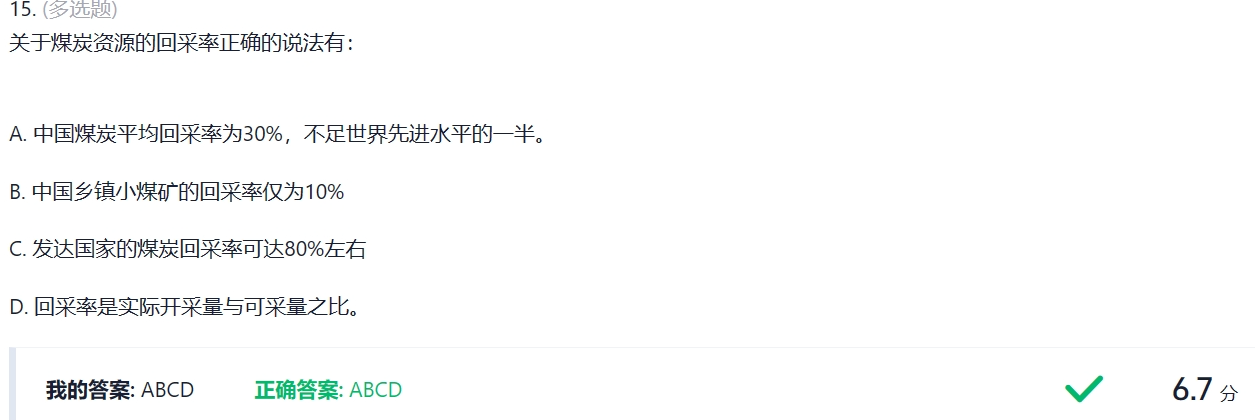 15. (多选题)
关于煤炭资源的回采率正确的说法有：
A. 中国煤炭平均回采率为30%，不足世界先进水平的一半。
B. 中国乡镇小煤矿的回采率仅为10%
C. 发达国家的煤炭回采率可达80%左右
D. 回采率是实际开采量与可采量之比。
我的答案: ABCD 正确答案: ABCD 6.7 分